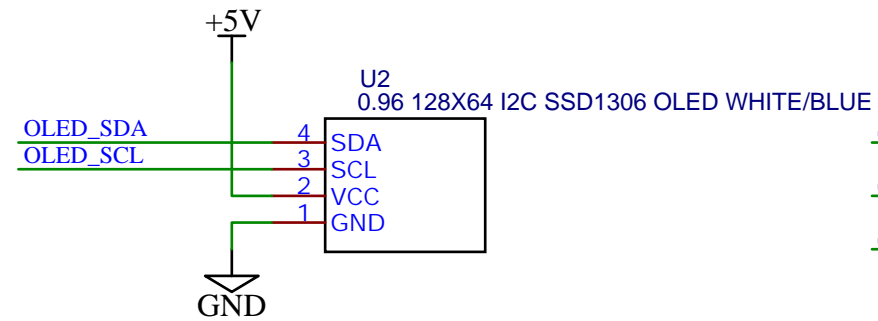 +5V
U2
0.96 128X64 I2C SSD1306 OLED WHITE/BLUE
OLED_SDA
4
SDA
OLED_SCL
3
SCL
2
VCC
1
GND
GND